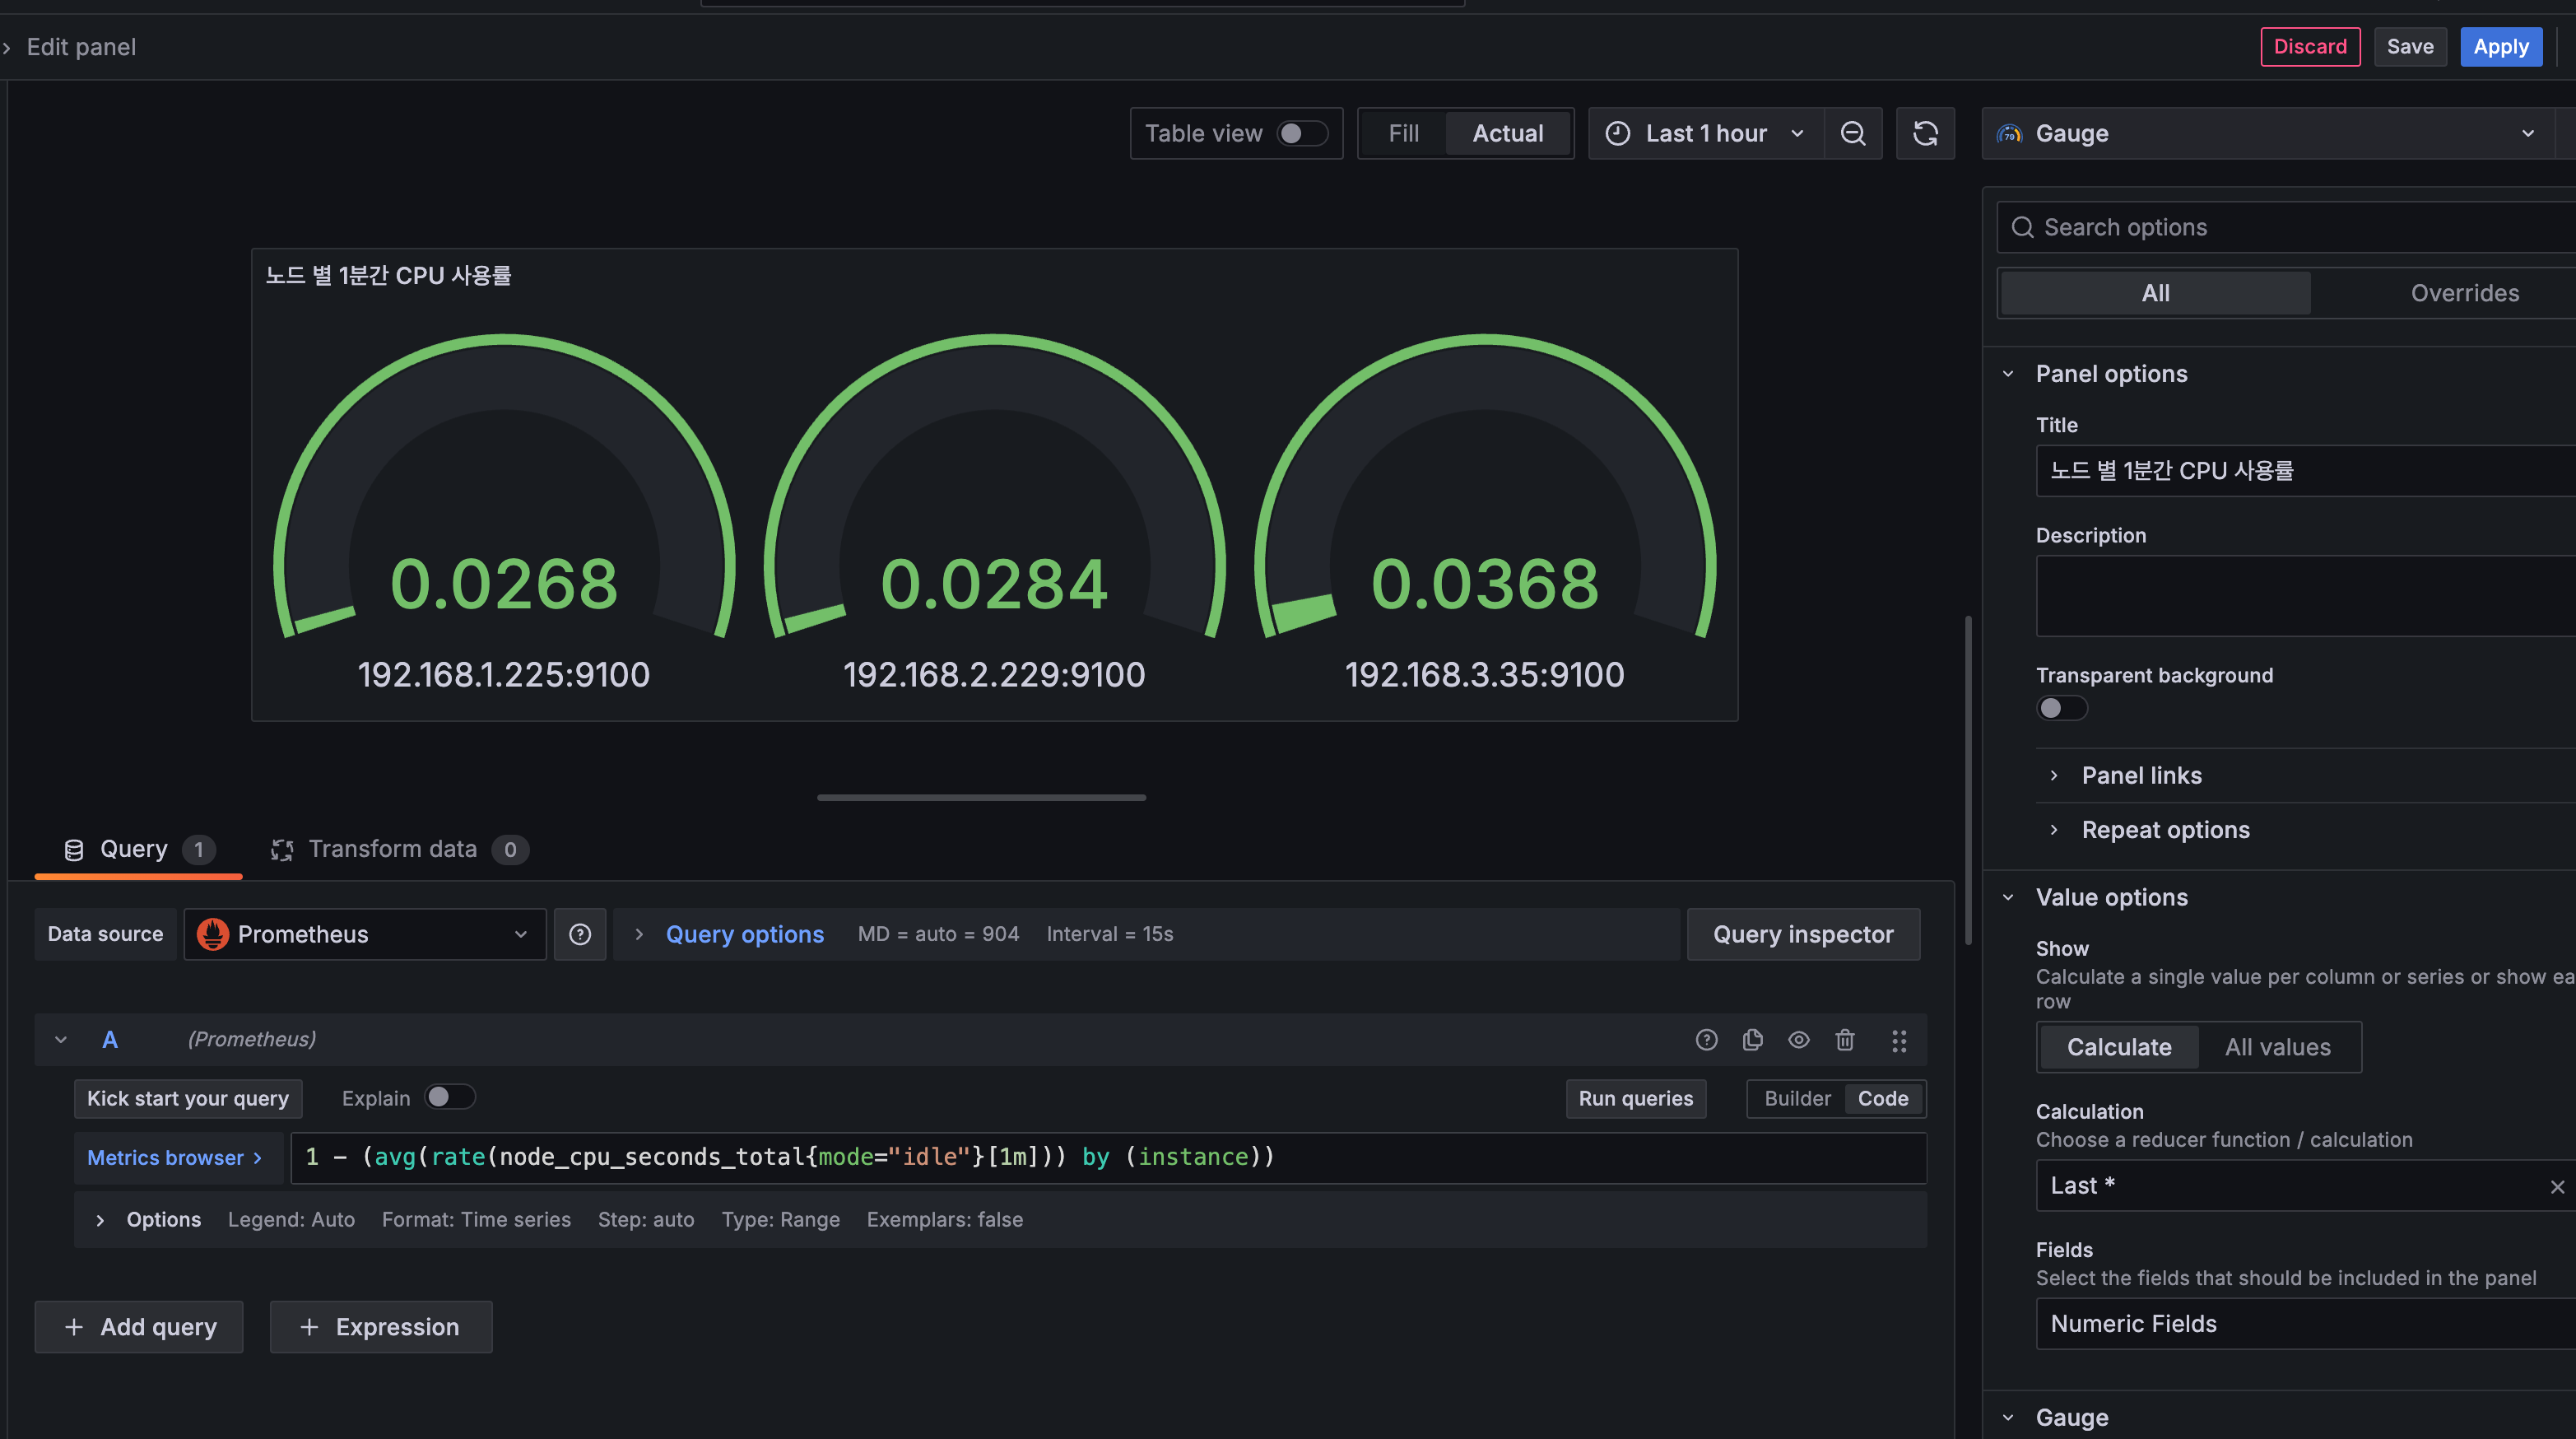 Edit panel
Discard
Save
Apply
Table view
Fill
Actual
Last 1 hour
79
Gauge
Search options
All
Overrides
노드 별 1분간 CPU 사용률
0.0268
0.0284
0.0368
192.168.1.225:9100
192.168.2.229:9100
192.168.3.35:9100
Panel options
Title
노드 별 1분간 CPU 사용률
Description
Transparent background
Panel links
Repeat options
Query 1
Transform data 0
Data source
Prometheus
Query options
MD = auto = 904
Interval = 15s
Query inspector
A
(Prometheus)
Kick start your query
Explain
Run queries
Builder
Code
Metrics browser >
1 - (avg(rate(node_cpu_seconds_total{mode="idle"}[1m])) by (instance))
Options
Legend: Auto
Format: Time series
Step: auto
Type: Range
Exemplars: false
+ Add query
+ Expression
Value options
Show
Calculate a single value per column or series or show ea
row
Calculate
All values
Calculation
Choose a reducer function / calculation
Last *
Fields
Select the fields that should be included in the panel
Numeric Fields
Gauge